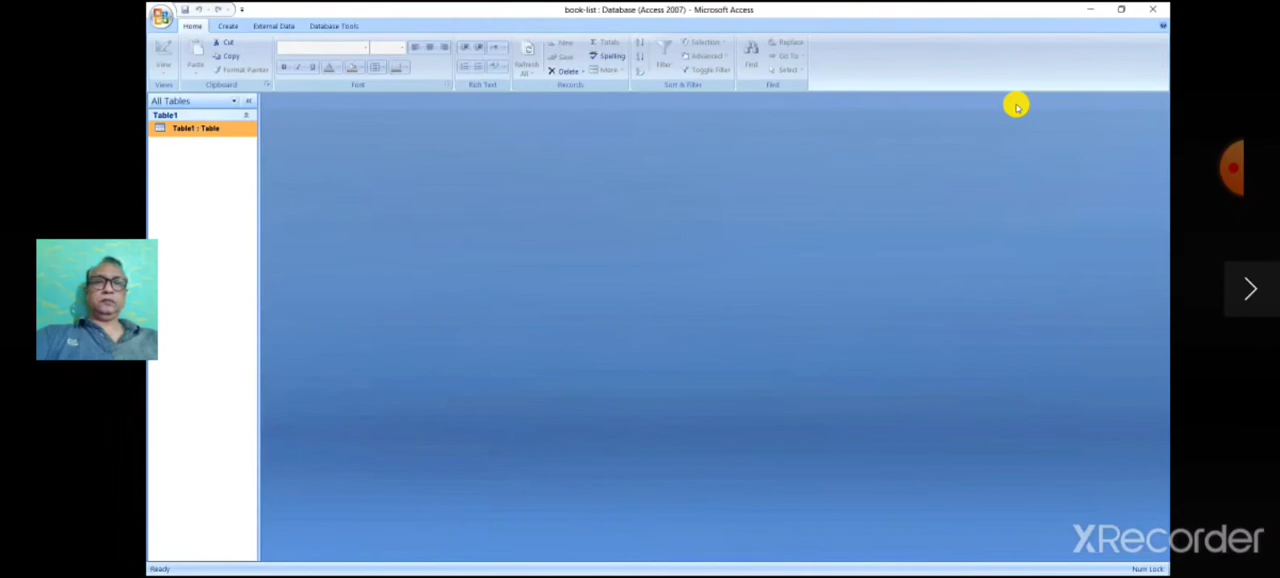 book-list : Database (Access 2007) - Microsoft Access
Home Create External Data Database Tools
Cut
Copy
Format Painter
View
Paste
Views
Clipboard
Font
Rich Text
Refresh
All
New
Save
Delete
Totals
Spelling
More
Records
Filter
Selection
Advanced
Toggle Filter
Sort & Filter
Find
Replace
Go To
Select
Find
All Tables
Table1
Table1 : Table
XRecorder
Ready
Num Lock